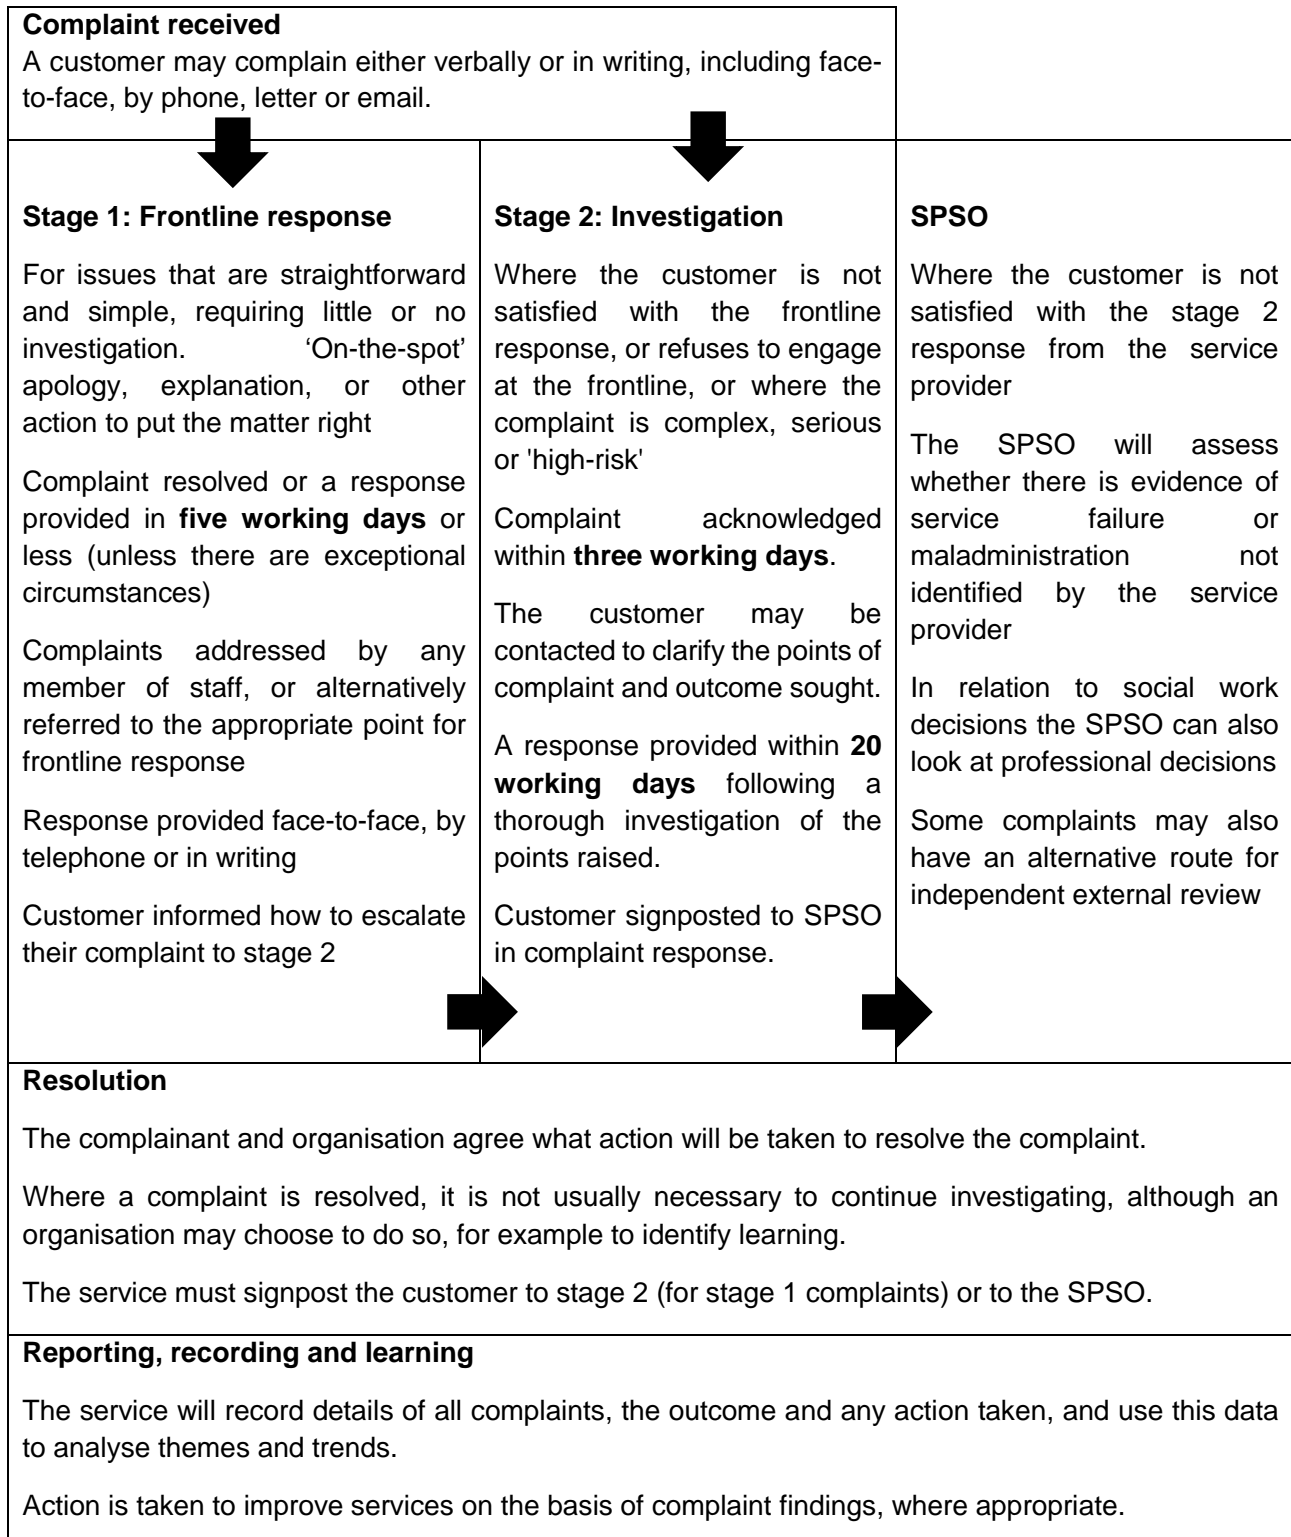 Complaint received
A customer may complain either verbally or in writing, including face-
to-face, by phone, letter or email.
Stage 1: Frontline response
For issues that are straightforward
and simple, requiring little or no
investigation. ‘On-the-spot’
apology, explanation, or other
action to put the matter right
Complaint resolved or a response
provided in five working days or
less (unless there are exceptional
circumstances)
Complaints addressed by any
member of staff, or alternatively
referred to the appropriate point for
frontline response
Response provided face-to-face, by
telephone or in writing
Customer informed how to escalate
their complaint to stage 2
Stage 2: Investigation
Where the customer is not
satisfied with the frontline
response, or refuses to engage
at the frontline, or where the
complaint is complex, serious
or 'high-risk'
Complaint acknowledged
within three working days.
The customer may be
contacted to clarify the points of
complaint and outcome sought.
A response provided within 20
working days following a
thorough investigation of the
points raised.
Customer signposted to SPSO
in complaint response.
SPSO
Where the customer is not
satisfied with the stage 2
response from the service
provider
The SPSO will assess
whether there is evidence of
service failure or
maladministration not
identified by the service
provider
In relation to social work
decisions the SPSO can also
look at professional decisions
Some complaints may also
have an alternative route for
independent external review
Resolution
The complainant and organisation agree what action will be taken to resolve the complaint.
Where a complaint is resolved, it is not usually necessary to continue investigating, although an
organisation may choose to do so, for example to identify learning.
The service must signpost the customer to stage 2 (for stage 1 complaints) or to the SPSO.
Reporting, recording and learning
The service will record details of all complaints, the outcome and any action taken, and use this data
to analyse themes and trends.
Action is taken to improve services on the basis of complaint findings, where appropriate.